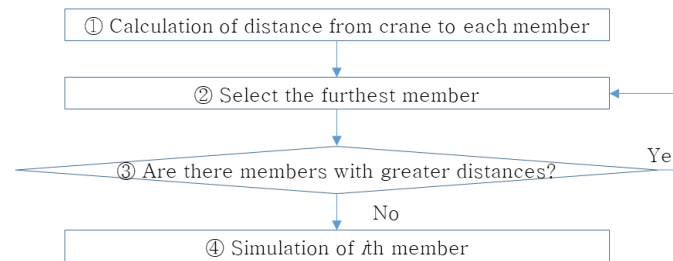 ① Calculation of distance from crane to each member
② Select the furthest member
③ Are there members with greater distances?
Ye
No
④ Simulation of ith member